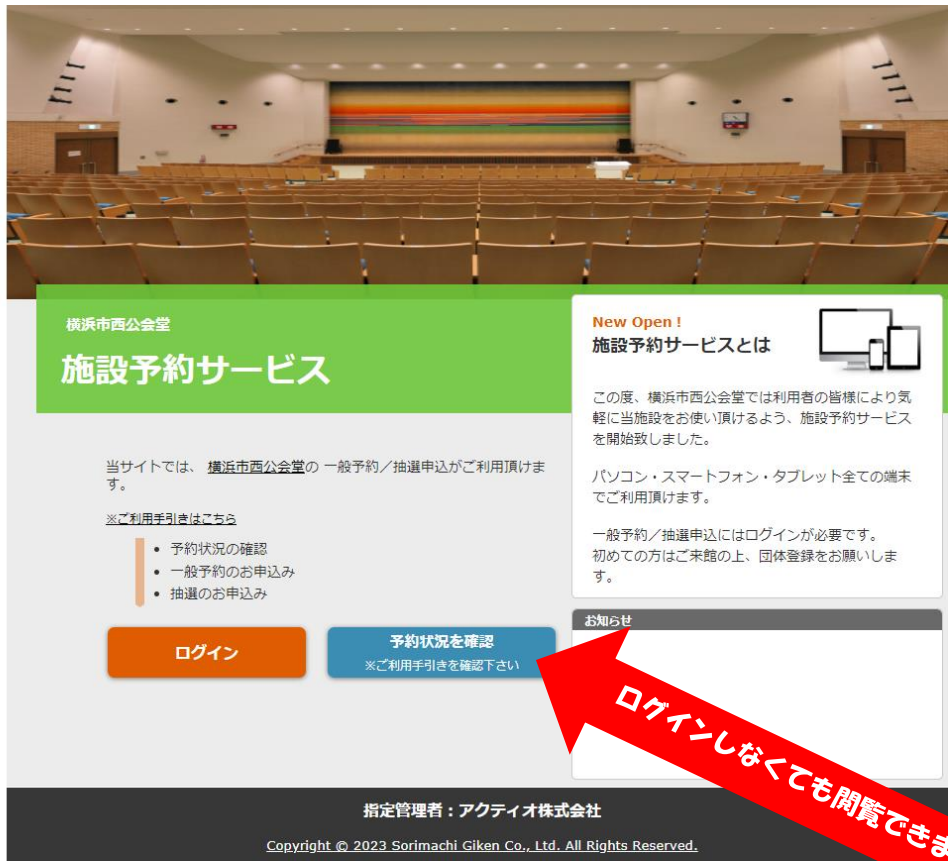 横浜市西公会堂
施設予約サービス
当サイトでは、 横浜市西公会堂の 一般予約／抽選申込がご利用頂けま
す。
※ご利用手引きはこちら
• 予約状況の確認
• 一般予約のお申込み
• 抽選のお申込み
ログイン
予約状況を確認
※ご利用手引きを確認下さい
New Open !
施設予約サービスとは
この度、横浜市西公会堂では利用者の皆様により気
軽に当施設をお使い頂けるよう、施設予約サービス
を開始致しました。
パソコン・スマートフォン・タブレット全ての端末
でご利用頂けます。
一般予約／抽選申込にはログインが必要です。
初めての方はご来館の上、団体登録をお願いしま
す。
お知らせ
ログインしなくても閲覧できま
指定管理者：アクティオ株式会社
Copyright © 2023 Sorimachi Giken Co., Ltd. All Rights Reserved.